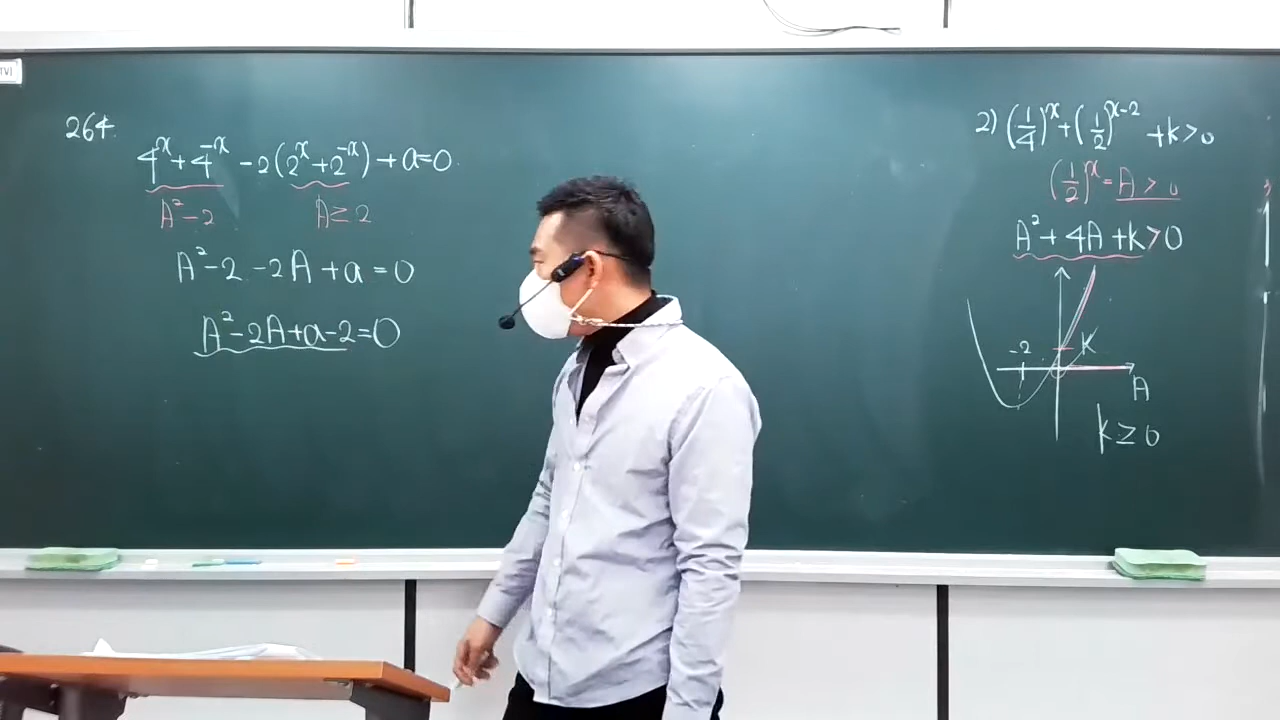 TVI
264.
4^x + 4^-x - 2(2^x + 2^-x) + a = 0
A² - 2 A ≥ 2
A² - 2 - 2A + a = 0
A² - 2A + a - 2 = 0
2) (1/4)^x + (1/2)^x-2 + k > 0
(1/2)^x = A > 0
A² + 4A + k > 0
-2 K
A
k ≥ 0